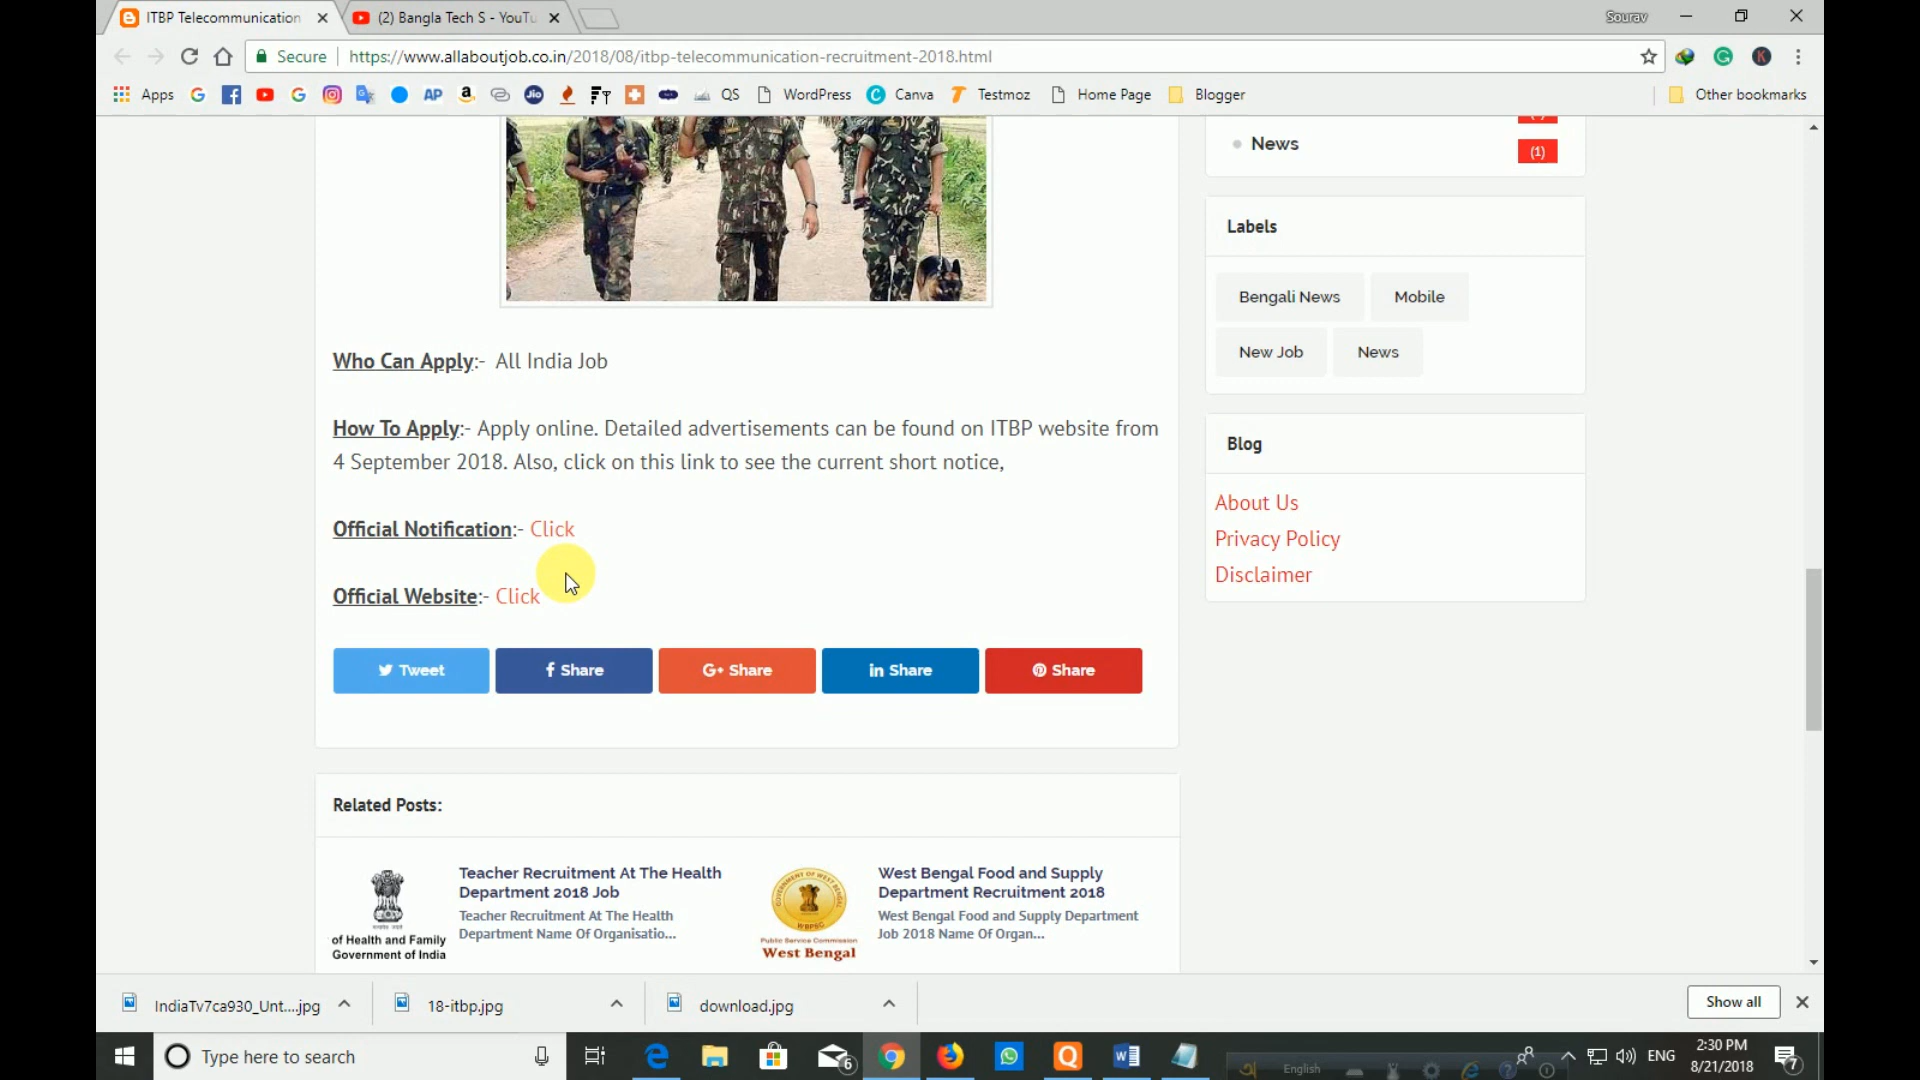 ITBP Telecommunication
(2) Bangla Tech S - YouTu
Sourav
Secure
https://www.allaboutjob.co.in/2018/08/itbp-telecommunication-recruitment-2018.html
Apps
AP
Jio
QS
WordPress
Canva
Testmoz
Home Page
Blogger
Other bookmarks
News
(1)
Labels
Bengali News
Mobile
New Job
News
Blog
About Us
Privacy Policy
Disclaimer
Who Can Apply:- All India Job
How To Apply:- Apply online. Detailed advertisements can be found on ITBP website from
4 September 2018. Also, click on this link to see the current short notice,
Official Notification:- Click
Official Website:- Click
Tweet
Share
G+ Share
in Share
Share
Related Posts:
Teacher Recruitment At The Health
Department 2018 Job
Teacher Recruitment At The Health
Department Name Of Organisatio...
of Health and Family
Government of India
West Bengal Food and Supply
Department Recruitment 2018
West Bengal Food and Supply Department
Job 2018 Name Of Organ...
Public Service Commission
West Bengal
IndiaTv7ca930_Unt....jpg
18-itbp.jpg
download.jpg
Show all
Type here to search
6
English
ENG
2:30 PM
8/21/2018
7